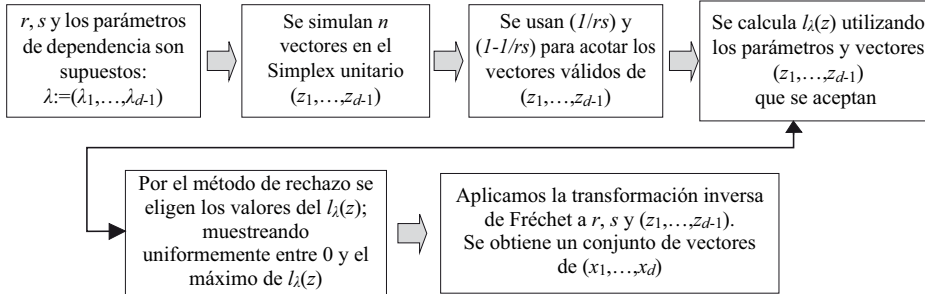 r, s y los parámetros
de dependencia son
supuestos:
λ:=(λ1,…,λd-1)
Se simulan n
vectores en el
Simplex unitario
(z1,…,zd-1)
Se usan (1/rs) y
(1-1/rs) para acotar los
vectores válidos de
(z1,…,zd-1)
Se calcula lλ(z) utilizando
los parámetros y vectores
(z1,…,zd-1)
que se aceptan
Por el método de rechazo se
eligen los valores del lλ(z);
muestreando
uniformemente entre 0 y el
máximo de lλ(z)
Aplicamos la transformación inversa
de Fréchet a r, s y (z1,…,zd-1).
Se obtiene un conjunto de vectores
de (x1,…,xd)